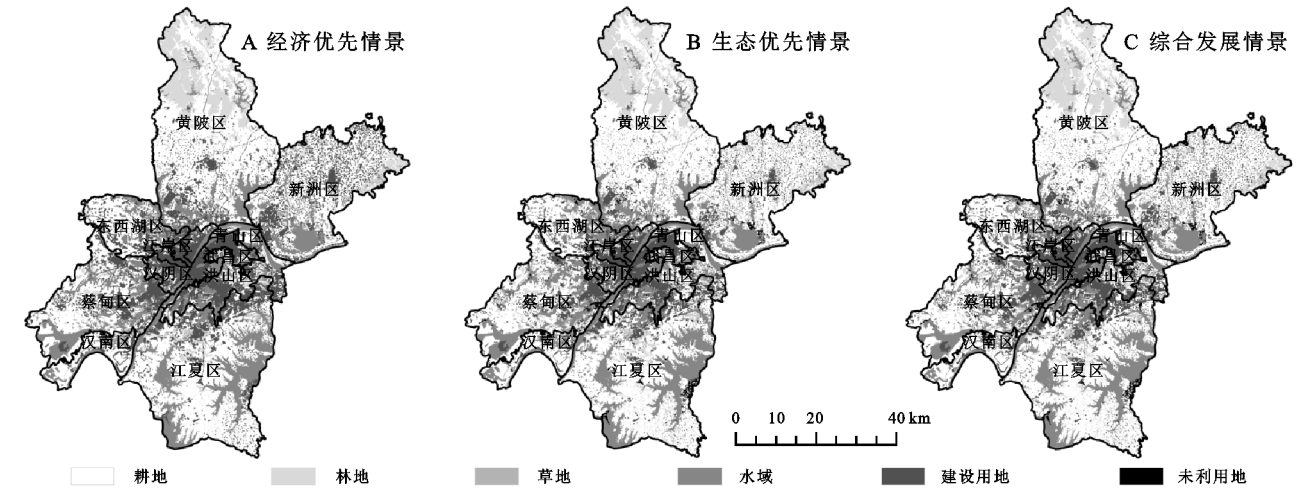 A 经济优先情景
B 生态优先情景
C 综合发展情景
黄陂区
新洲区
东西湖区
江岸区
青山区
武昌区
汉阴区
洪山区
蔡甸区
汉南区
江夏区
黄陂区
新洲区
东西湖区
江岸区
青山区
武昌区
汉阴区
洪山区
蔡甸区
汉南区
江夏区
黄陂区
新洲区
东西湖区
江岸区
青山区
武昌区
汉阴区
洪山区
蔡甸区
汉南区
江夏区
0 10 20 40 km
耕地 林地 草地 水域 建设用地 未利用地